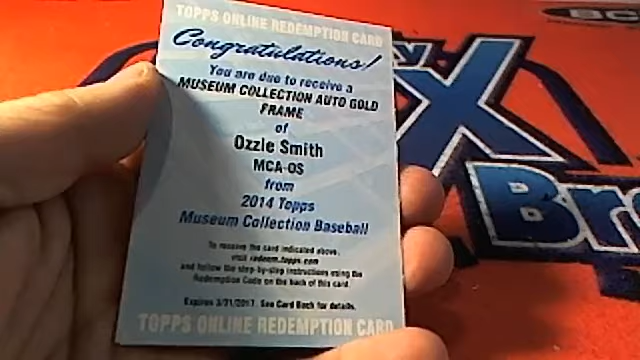 TOPPS ONLINE REDEMPTION CARD
Congratulations!
You are due to receive a
MUSEUM COLLECTION AUTO GOLD
FRAME
of
Ozzie Smith
MCA-OS
from
2014 Topps
Museum Collection Baseball
To receive the card indicated above,
visit redeem.topps.com
and follow the step-by-step instructions using the
Redemption Code on the back of this card.
Expires 3/31/2017. See Card Back for details.
TOPPS ONLINE REDEMPTION CARD
y
X
Br
BC